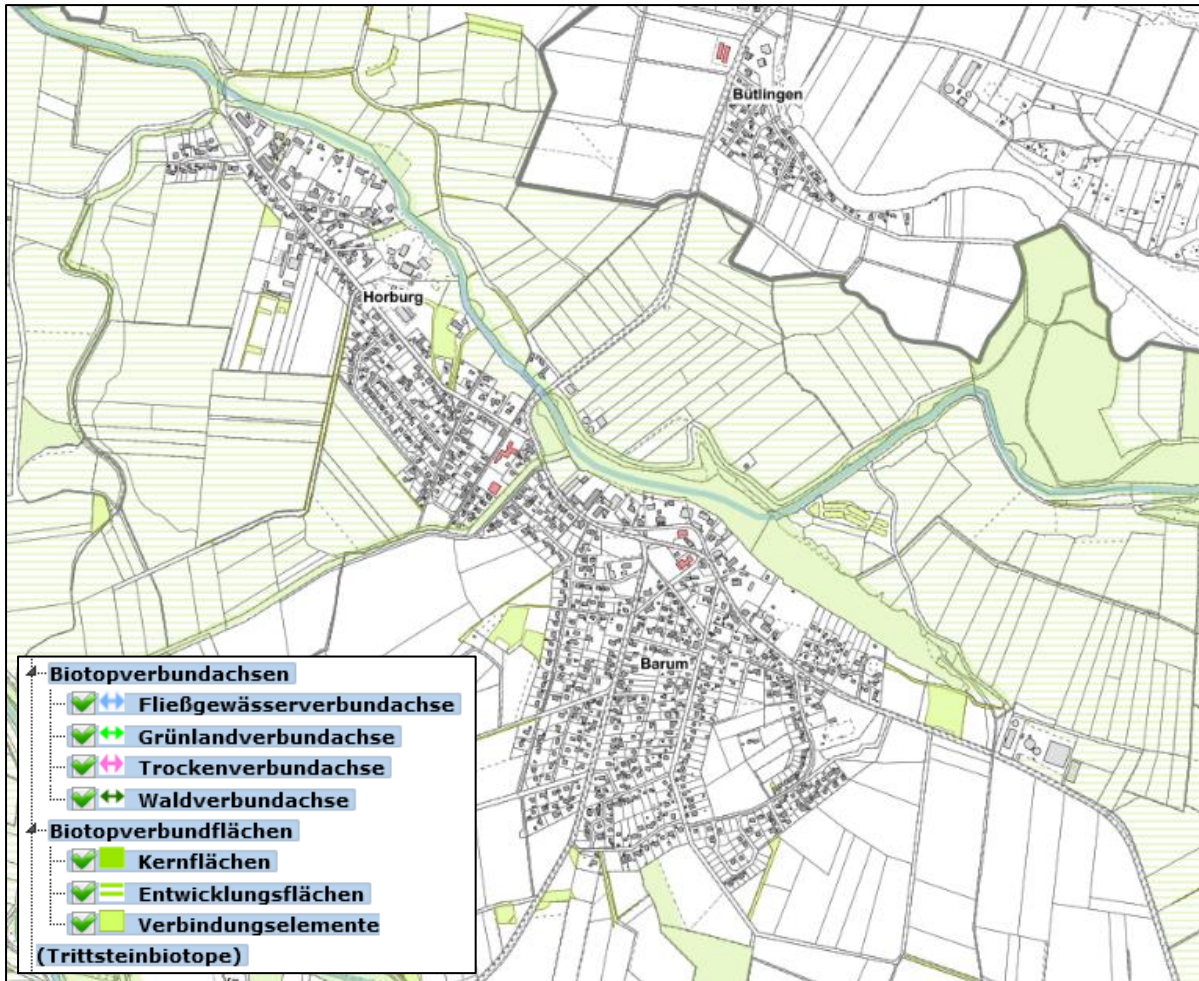 Bütlingen
Horburg
Barum
Biotopverbundachsen
Fließgewässerverbundachse
Grünlandverbundachse
Trockenverbundachse
Waldverbundachse
Biotopverbundflächen
Kernflächen
Entwicklungsflächen
Verbindungselemente
(Trittsteinbiotope)